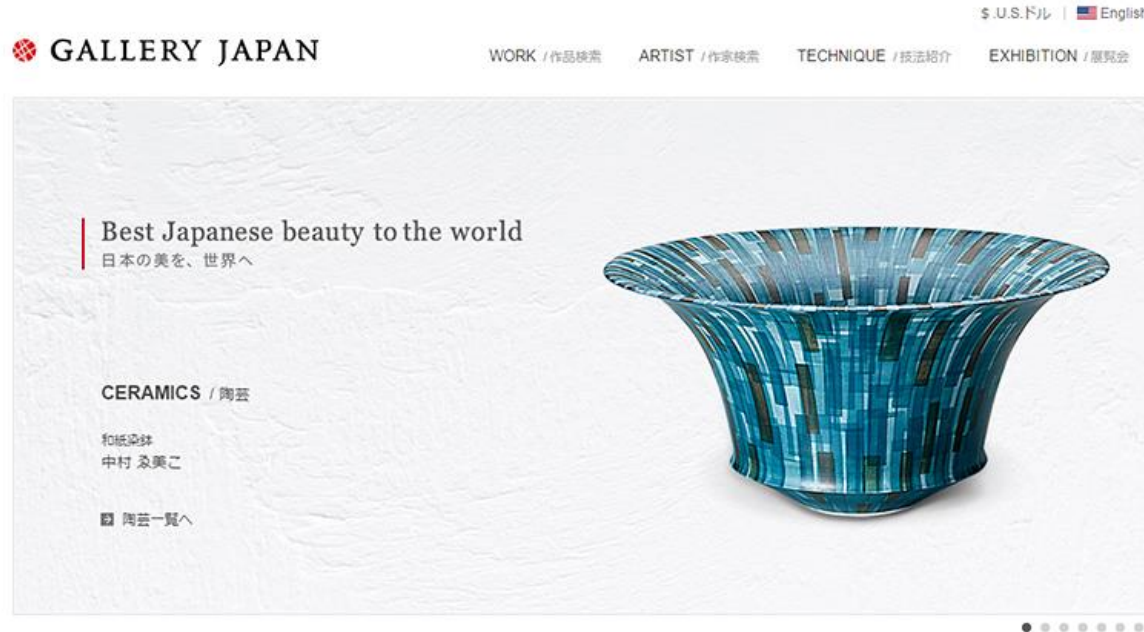 $ .U.S.ドル | English
GALLERY JAPAN
WORK / 作品検索 ARTIST / 作家検索 TECHNIQUE / 技法紹介 EXHIBITION / 展覧会
Best Japanese beauty to the world
日本の美を、世界へ
CERAMICS / 陶芸
和紙染鉢
中村 ゑ美こ
陶芸一覧へ